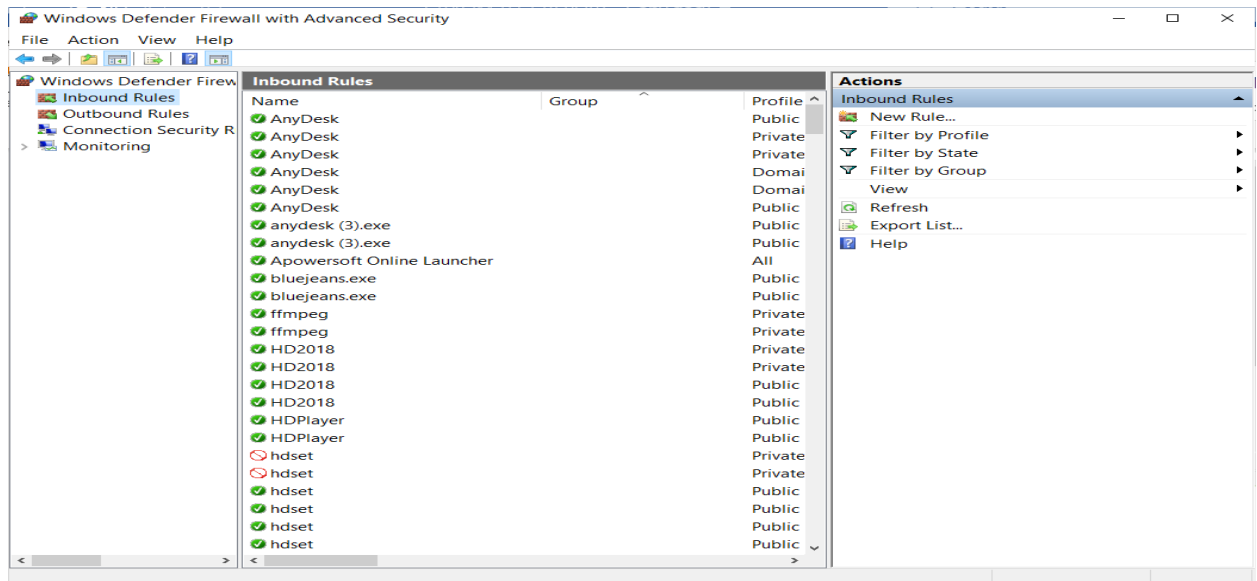 Windows Defender Firewall with Advanced Security
File Action View Help
Windows Defender Firew
Inbound Rules
Outbound Rules
Connection Security R
Monitoring
Inbound Rules
Name Group Profile
AnyDesk Public
AnyDesk Private
AnyDesk Private
AnyDesk Domai
AnyDesk Domai
AnyDesk Public
anydesk (3).exe Public
anydesk (3).exe Public
Apowersoft Online Launcher All
bluejeans.exe Public
bluejeans.exe Public
ffmpeg Private
ffmpeg Private
HD2018 Private
HD2018 Private
HD2018 Public
HD2018 Public
HDPlayer Public
HDPlayer Public
hdset Private
hdset Private
hdset Public
hdset Public
hdset Public
hdset Public
Actions
Inbound Rules
New Rule...
Filter by Profile
Filter by State
Filter by Group
View
Refresh
Export List...
Help